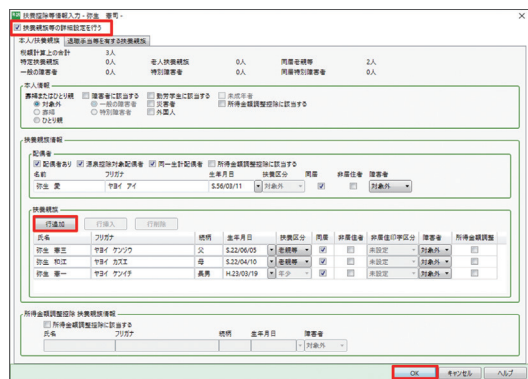 扶養控除等情報入力 - 弥生 憲司 -
扶養親族等の詳細設定を行う
本人/扶養親族 退職手当等を有する扶養親族
税額計算上の合計 3人
特定扶養親族 0人 老人扶養親族 0人 同居老親等 2人
一般の障害者 0人 特別障害者 0人 同居特別障害者 0人
本人情報
寡婦またはひとり親 障害者に該当する 勤労学生に該当する 未成年者
対象外 一般の障害者 災害者 所得金額調整控除に該当する
寡婦 特別障害者 外国人
ひとり親
扶養親族情報
配偶者
配偶者あり 源泉控除対象配偶者 同一生計配偶者 所得金額調整控除に該当する
名前 フリガナ 生年月日 扶養区分 同居 非居住者 障害者
弥生 愛 ヤヨイ アイ S.56/03/11 対象外 対象外
扶養親族
行追加 行挿入 行削除
氏名 フリガナ 続柄 生年月日 扶養区分 同居 非居住者 非居住印字区分 障害者 所得金額調整
弥生 憲三 ヤヨイ ケンゾウ 父 S.22/06/05 老親等 未設定 対象外
弥生 和江 ヤヨイ カズエ 母 S.22/04/10 老親等 未設定 対象外
弥生 憲一 ヤヨイ ケンイチ 長男 H.23/03/19 年少 未設定 対象外
所得金額調整控除 扶養親族情報
所得金額調整控除に該当する
氏名 フリガナ 続柄 生年月日 障害者
対象外
OK キャンセル ヘルプ